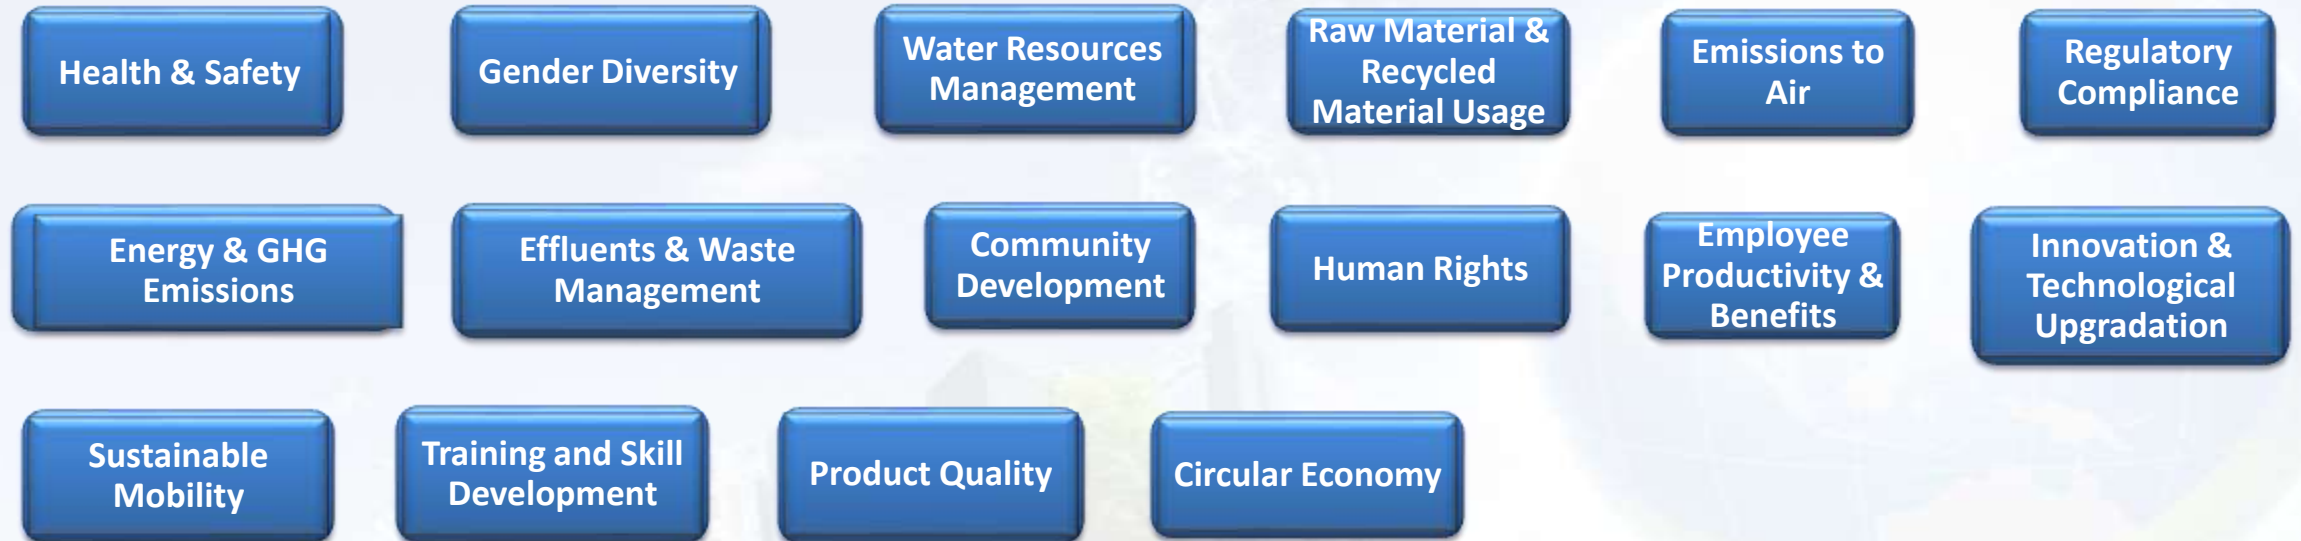 Health & Safety
Gender Diversity
Water Resources
Management
Raw Material &
Recycled
Material Usage
Emissions to
Air
Regulatory
Compliance
Energy & GHG
Emissions
Effluents & Waste
Management
Community
Development
Human Rights
Employee
Productivity &
Benefits
Innovation &
Technological
Upgradation
Sustainable
Mobility
Training and Skill
Development
Product Quality
Circular Economy